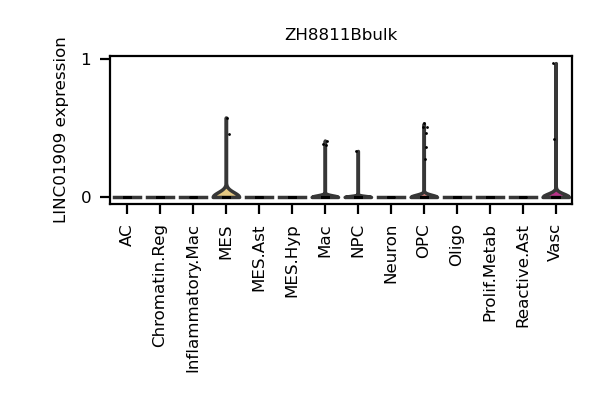 ZH8811Bbulk
LINC01909 expression
1
0
AC
Chromatin.Reg
Inflammatory.Mac
MES
MES.Ast
MES.Hyp
Mac
NPC
Neuron
OPC
Oligo
Prolif.Metab
Reactive.Ast
Vasc